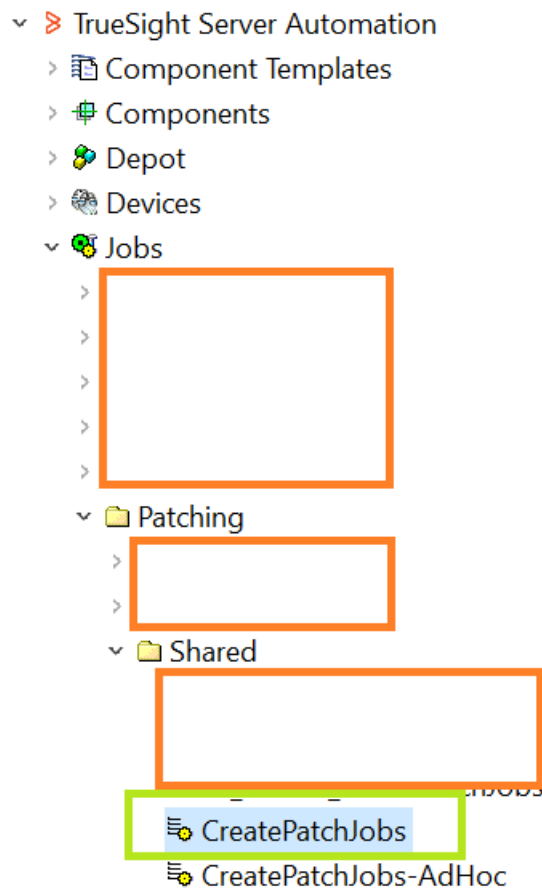 TrueSight Server Automation
Component Templates
Components
Depot
Devices
Jobs
Patching
Shared
CreatePatchJobs
CreatePatchJobs-AdHoc